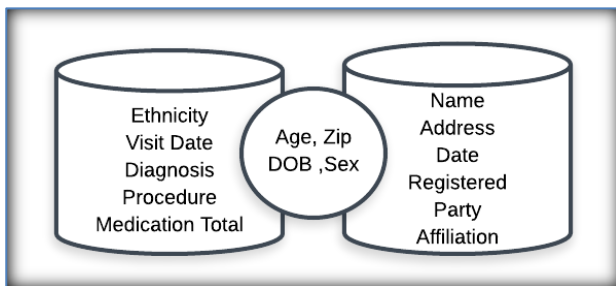 Ethnicity
Visit Date
Diagnosis
Procedure
Medication Total
Age, Zip
DOB ,Sex
Name
Address
Date
Registered
Party
Affiliation